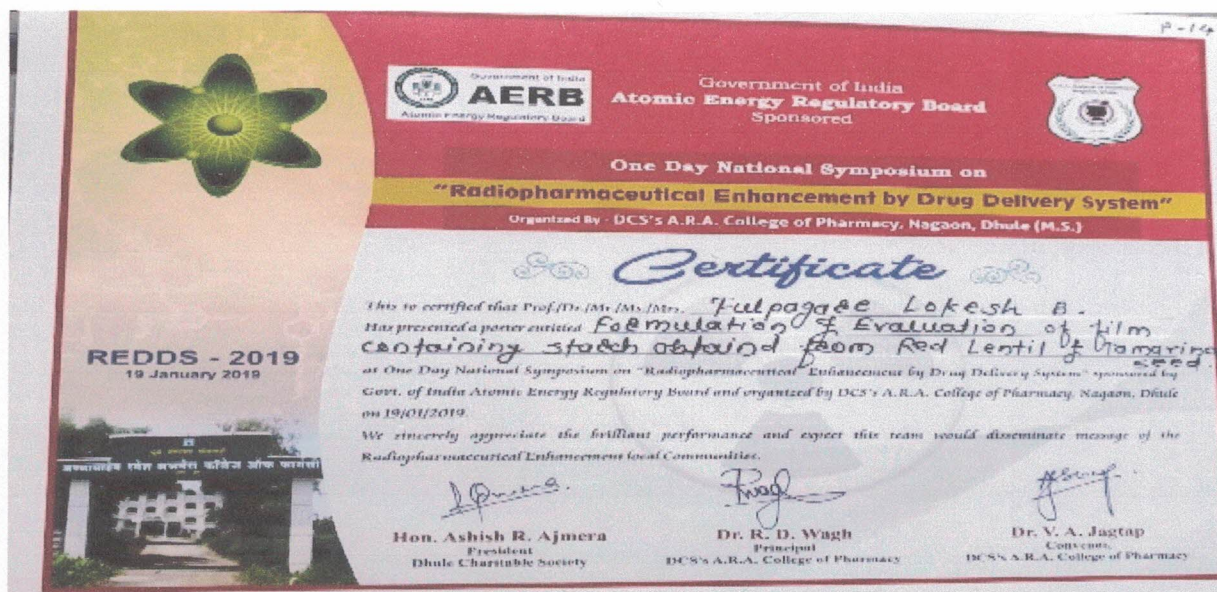 P-14
Government of India
AERB
Atomic Energy Regulatory Board
Government of India
Atomic Energy Regulatory Board
Sponsored
One Day National Symposium on
"Radiopharmaceutical Enhancement by Drug Delivery System"
Organized By - DCS's A.R.A. College of Pharmacy, Nagaon, Dhule (M.S.)
Certificate
This to certified that Prof./Dr./Mr./Ms./Mrs. Fulpagare Lokesh B.
Has presented a poster entitled Formulation & Evaluation of film
containing starch obtaind from Red Lentil & Tamarind
seed.
at One Day National Symposium on "Radiopharmaceutical Enhancement by Drug Delivery System" sponsored by
Govt. of India Atomic Energy Regulatory Board and organized by DCS's A.R.A. College of Pharmacy, Nagaon, Dhule
on 19/01/2019.
We sincerely appreciate the brilliant performance and expect this team would disseminate message of the
Radiopharmaceutical Enhancement local Communities.
REDDS - 2019
19 January 2019
कॉलेज ऑफ फार्मसी
Hon. Ashish R. Ajmera
President
Dhule Charitable Society
Dr. R. D. Wagh
Principal
DCS's A.R.A. College of Pharmacy
Dr. V. A. Jagtap
Convenor,
DCS's A.R.A. College of Pharmacy